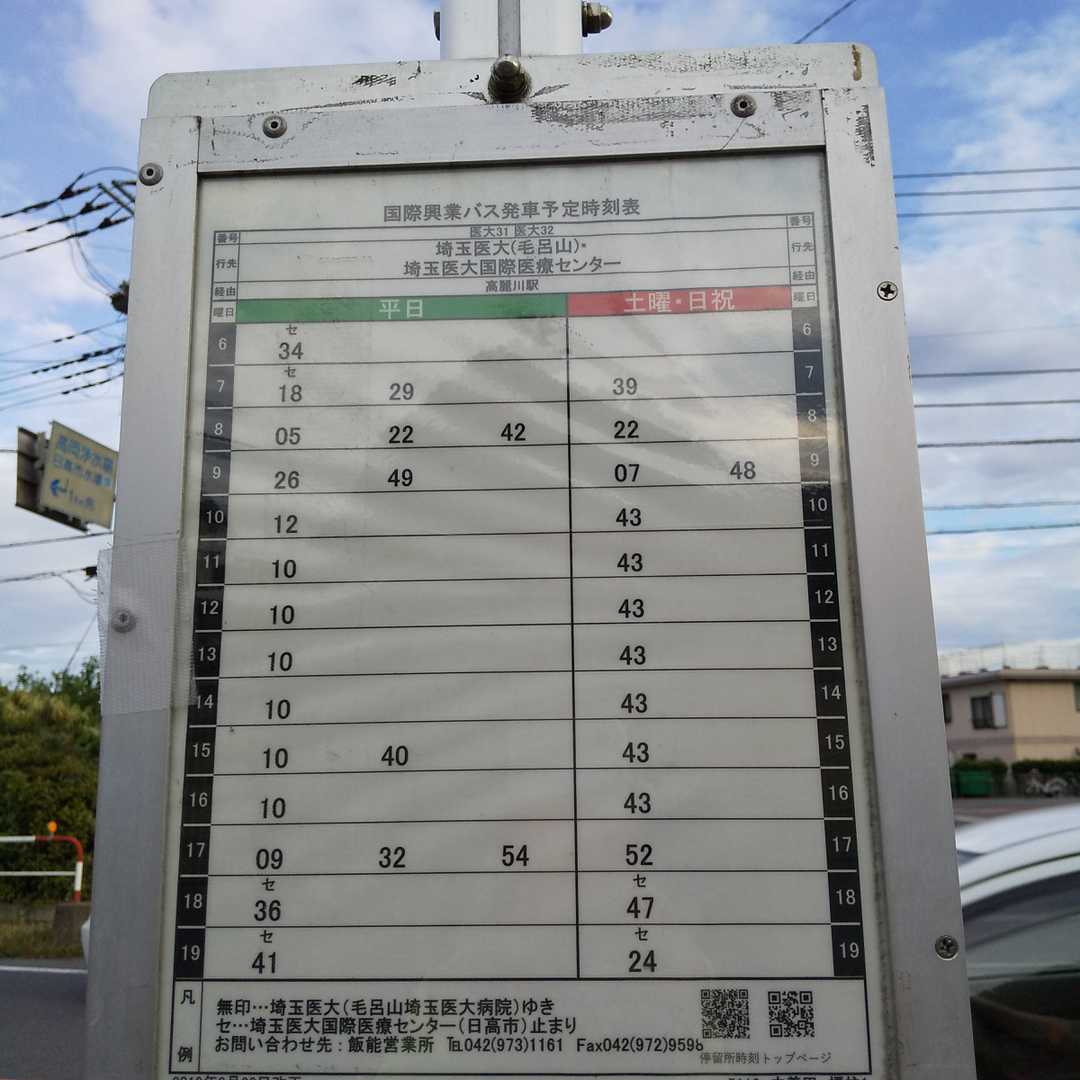 国際興業バス発車予定時刻表
番号 医大31 医大32 番号
行先 埼玉医大(毛呂山)・ 行先
埼玉医大国際医療センター
経由 高麗川駅 経由
曜日 平日 土曜・日祝 曜日
セ
6 34 6
セ
7 18 29 39 7
8 05 22 42 22 8
9 26 49 07 48 9
10 12 43 10
11 10 43 11
12 10 43 12
13 10 43 13
14 10 43 14
15 10 40 43 15
16 10 43 16
17 09 32 54 52 17
セ セ
18 36 47 18
セ セ
19 41 24 19
凡例
無印…埼玉医大(毛呂山埼玉医大病院)ゆき
セ…埼玉医大国際医療センター(日高市)止まり
お問い合わせ先:飯能営業所 ℡042(973)1161 Fax042(972)9598
停留所時刻トップページ
高岡浄水場